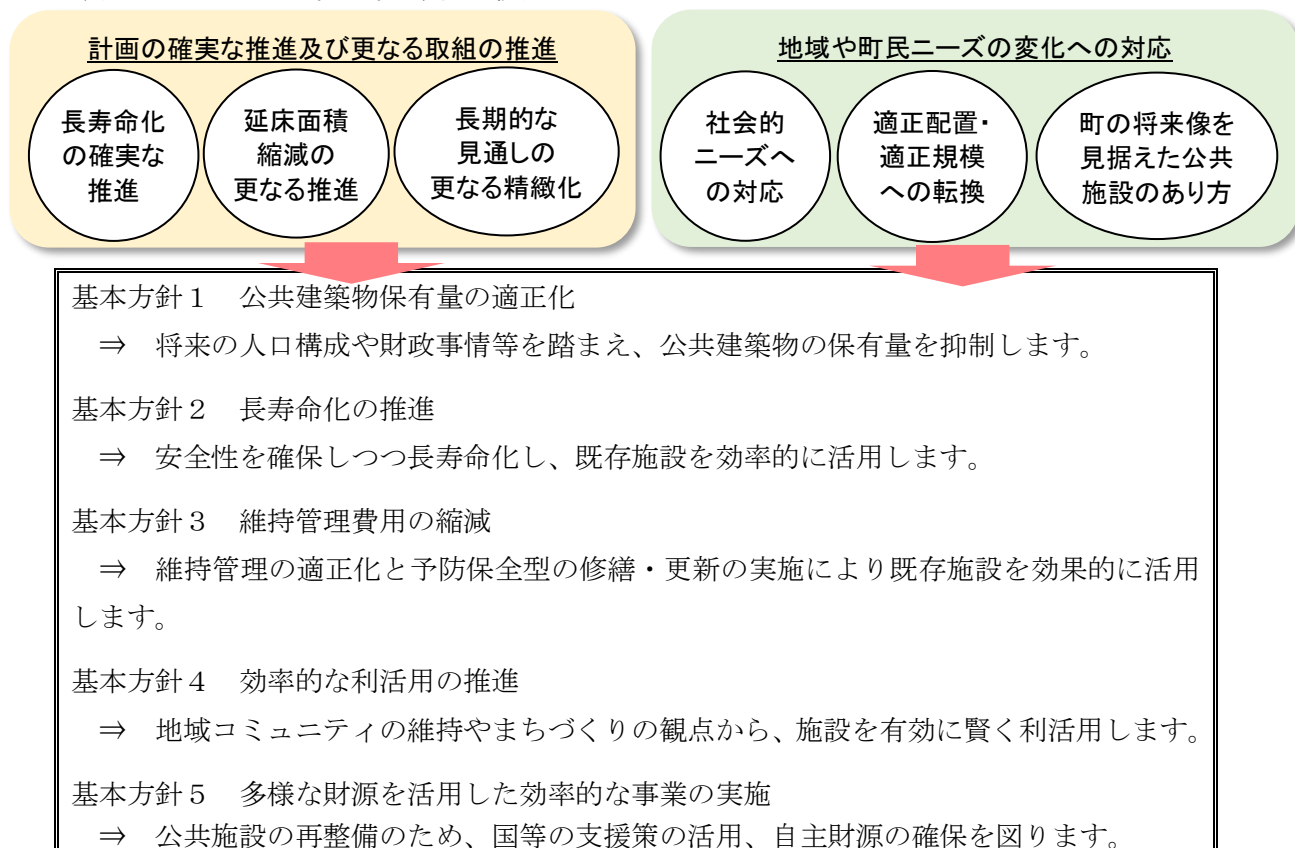 計画の確実な推進及び更なる取組の推進
長寿命化
の確実な
推進
延床面積
縮減の
更なる推進
長期的な
見通しの
更なる精緻化
地域や町民ニーズの変化への対応
社会的
ニーズへ
の対応
適正配置・
適正規模
への転換
町の将来像を
見据えた公共
施設のあり方
基本方針１　公共建築物保有量の適正化
⇒　将来の人口構成や財政事情等を踏まえ、公共建築物の保有量を抑制します。
基本方針２　長寿命化の推進
⇒　安全性を確保しつつ長寿命化し、既存施設を効率的に活用します。
基本方針３　維持管理費用の縮減
⇒　維持管理の適正化と予防保全型の修繕・更新の実施により既存施設を効果的に活用
します。
基本方針４　効率的な利活用の推進
⇒　地域コミュニティの維持やまちづくりの観点から、施設を有効に賢く利活用します。
基本方針５　多様な財源を活用した効率的な事業の実施
⇒　公共施設の再整備のため、国等の支援策の活用、自主財源の確保を図ります。